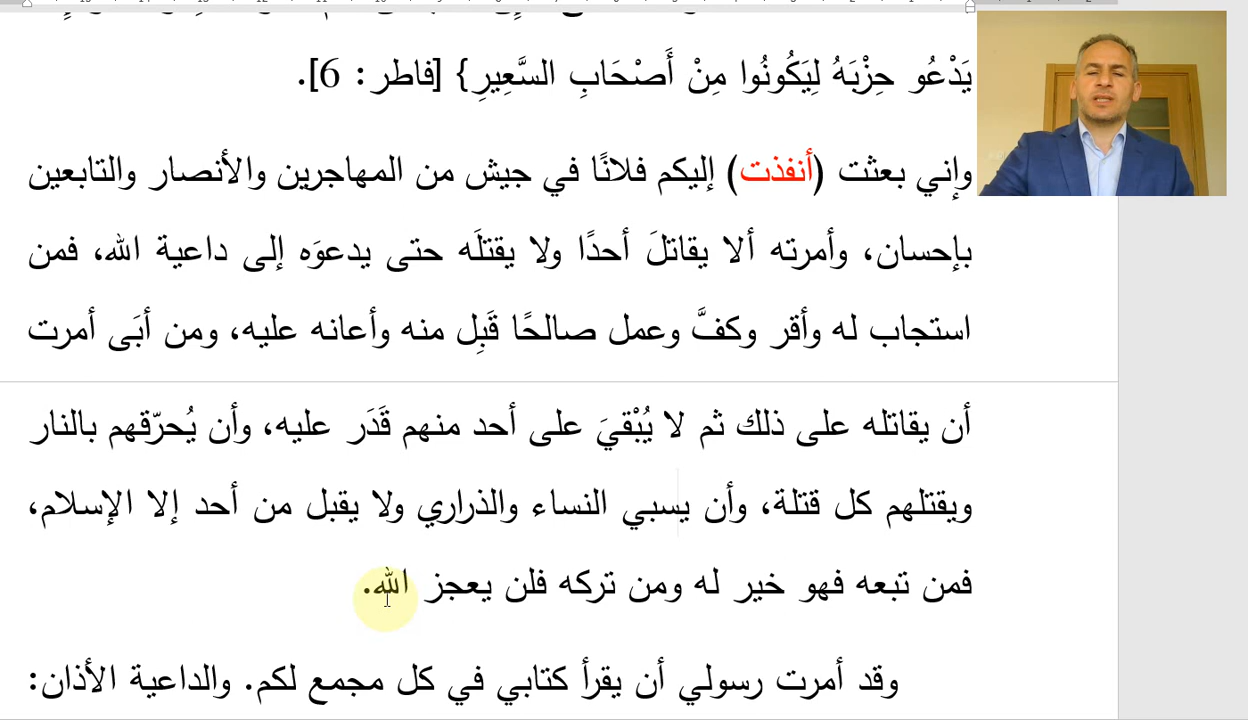 يَدْعُو حِزْبَهُ لِيَكُونُوا مِنْ أَصْحَابِ السَّعِيرِ} [فاطر: 6].
وإني بعثت (أنفذت) إليكم فلانًا في جيش من المهاجرين والأنصار والتابعين
بإحسان، وأمرته ألا يقاتلَ أحدًا ولا يقتلَه حتى يدعوَه إلى داعية الله، فمن
استجاب له وأقر وكفَّ وعمل صالحًا قَبِل منه وأعانه عليه، ومن أبَى أمرت
أن يقاتله على ذلك ثم لا يُبْقيَ على أحد منهم قَدَر عليه، وأن يُحرّقهم بالنار
ويقتلهم كل قتلة، وأن يسبي النساء والذراري ولا يقبل من أحد إلا الإسلام،
فمن تبعه فهو خير له ومن تركه فلن يعجز الله.
وقد أمرت رسولي أن يقرأ كتابي في كل مجمع لكم. والداعية الأذان: